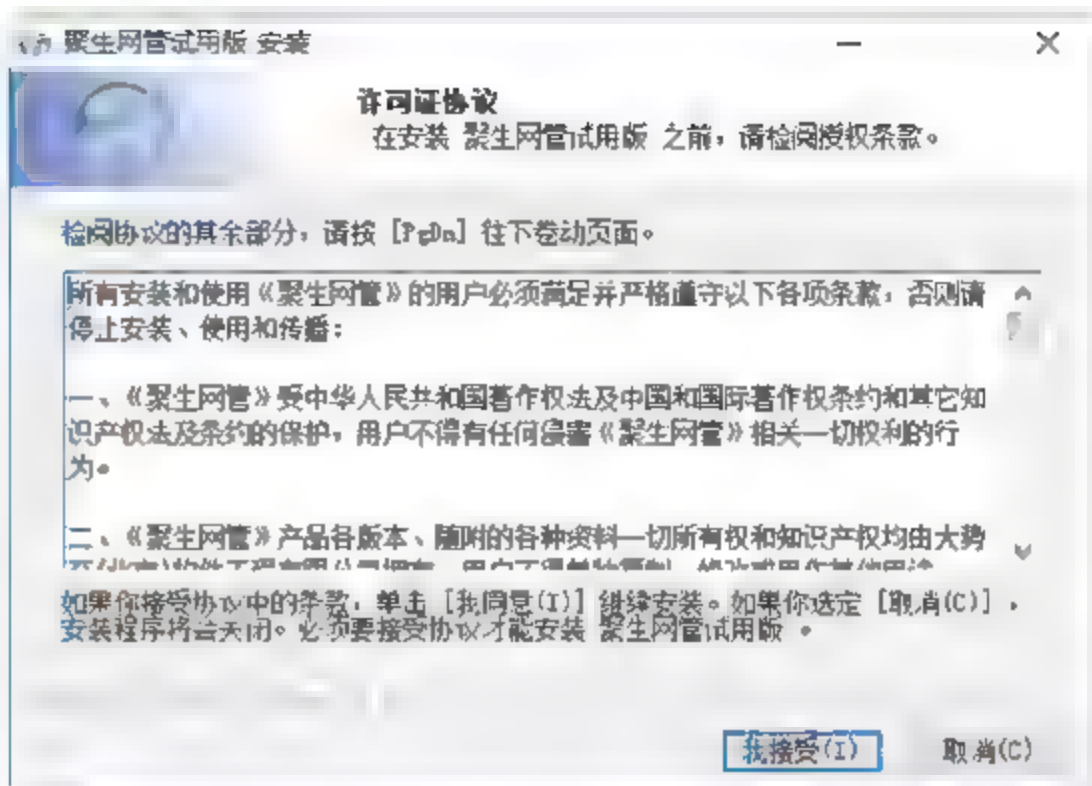 聚生网管试用版 安装
许可证协议
在安装 聚生网管试用版 之前，请检阅授权条款。
检阅协议的其余部分，请按 [PgDn] 往下卷动页面。
所有安装和使用《聚生网管》的用户必须满足并严格遵守以下各项条款，否则请
停止安装、使用和传播：
一、《聚生网管》受中华人民共和国著作权法及中国和国际著作权条约和其它知
识产权法及条约的保护，用户不得有任何侵害《聚生网管》相关一切权利的行
为。
二、《聚生网管》产品各版本、随附的各种资料一切所有权和知识产权均由大势
如果你接受协议中的条款，单击 [我同意(I)] 继续安装。如果你选定 [取消(C)] ，
安装程序将会关闭。必须要接受协议才能安装 聚生网管试用版 。
我接受(I)
取消(C)